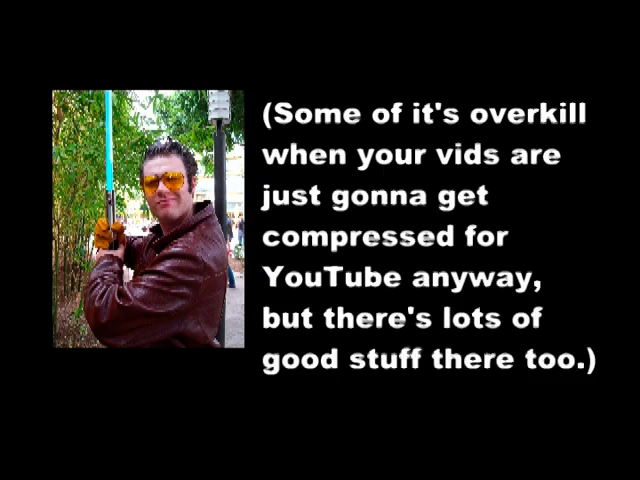 (Some of it's overkill
when your vids are
just gonna get
compressed for
YouTube anyway,
but there's lots of
good stuff there too.)